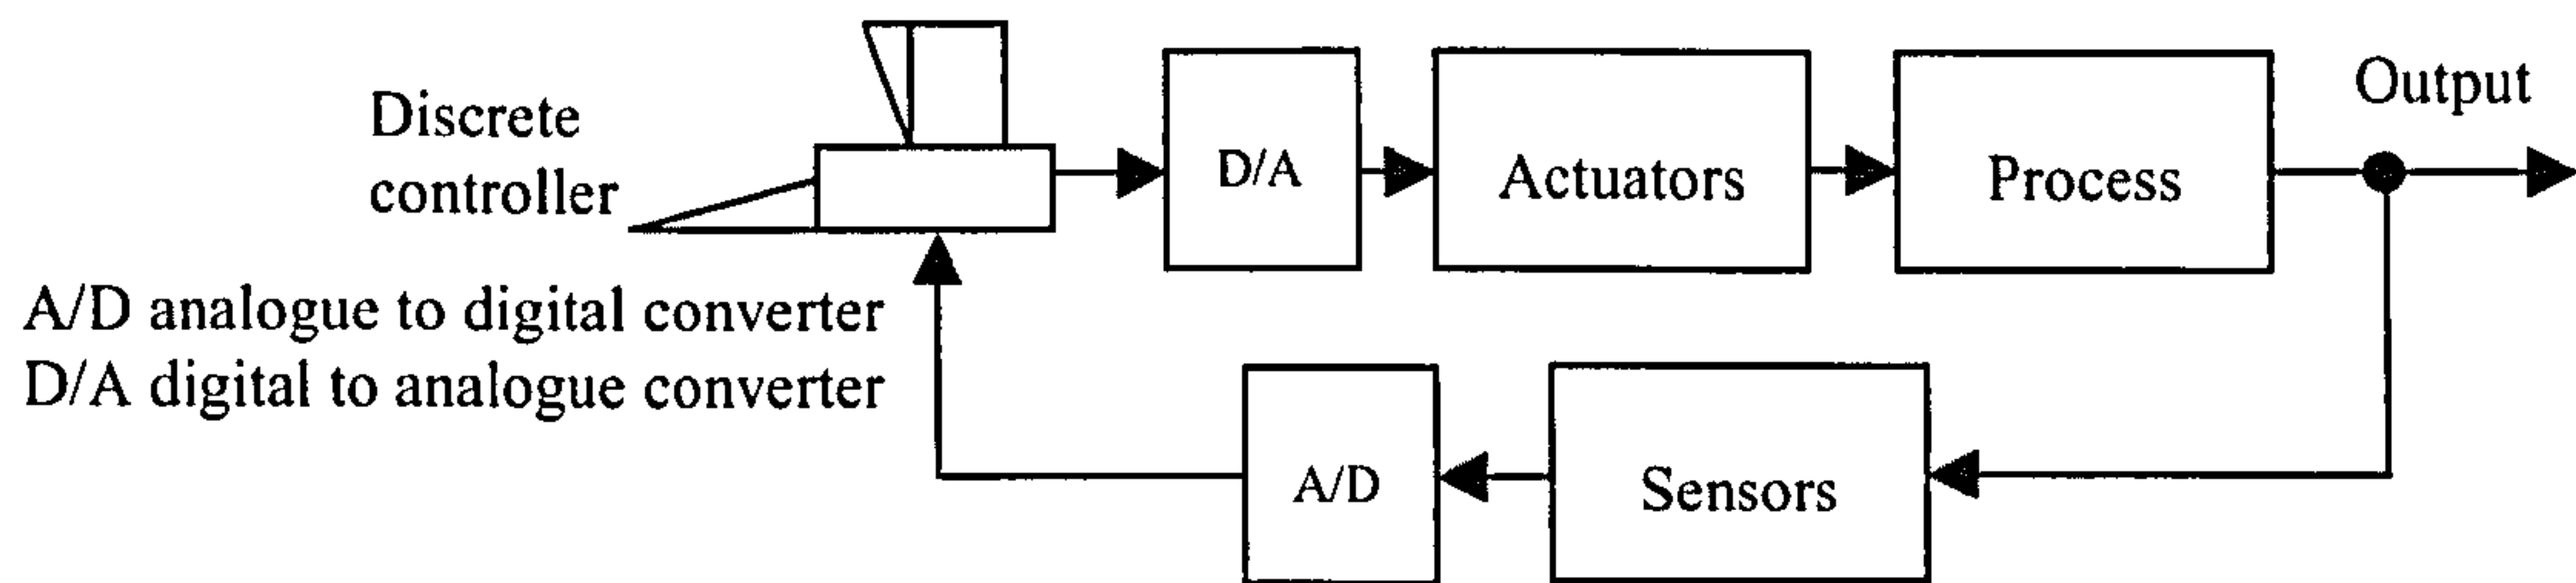 Discrete
controller
D/A
Actuators
Process
Output
A/D analogue to digital converter
D/A digital to analogue converter
A/D
Sensors